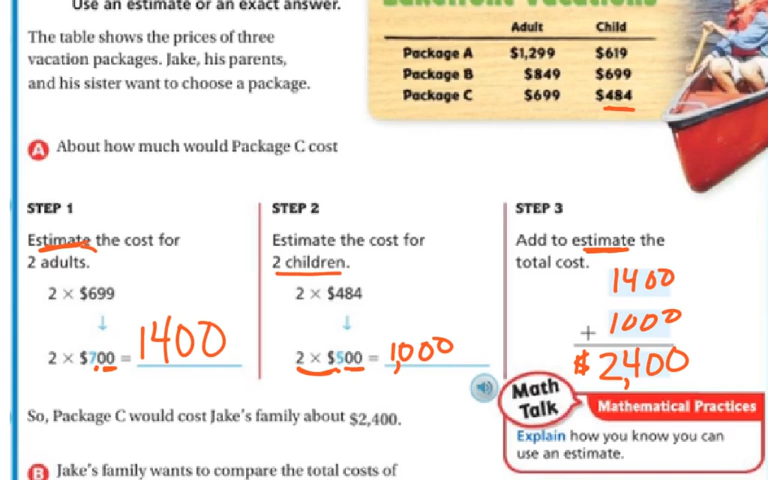 Use an estimate or an exact answer.
The table shows the prices of three
vacation packages. Jake, his parents,
and his sister want to choose a package.
Lakefront Vacations
Adult Child
Package A $1,299 $619
Package B $849 $699
Package C $699 $484
A About how much would Package C cost
STEP 1
Estimate the cost for
2 adults.
2 × $699
↓
2 × $700 = 1400
STEP 2
Estimate the cost for
2 children.
2 × $484
↓
2 × $500 = 1,000
STEP 3
Add to estimate the
total cost.
1400
+ 1000
$2,400
So, Package C would cost Jake's family about $2,400.
Math
Talk
Mathematical Practices
Explain how you know you can
use an estimate.
B Jake's family wants to compare the total costs of